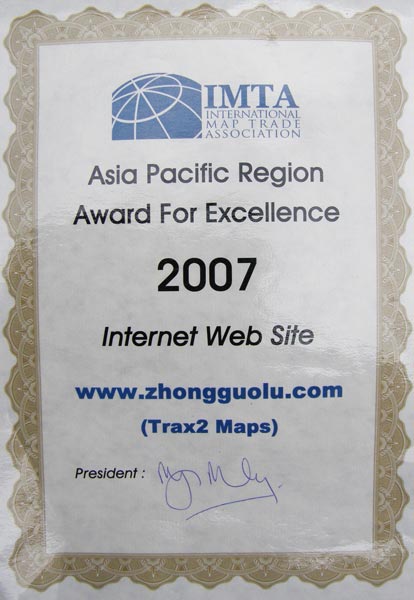 IMTA
INTERNATIONAL
MAP TRADE
ASSOCIATION
Asia Pacific Region
Award For Excellence
2007
Internet Web Site
www.zhongguolu.com
(Trax2 Maps)
President :